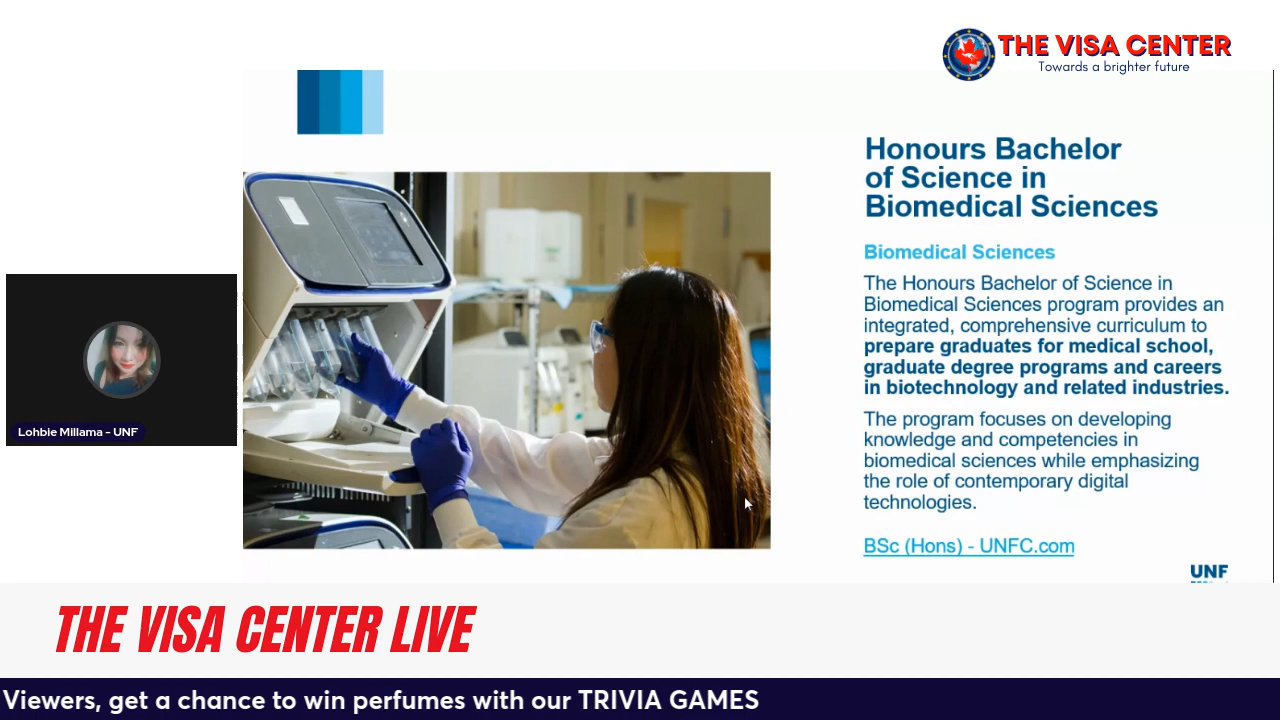 THE VISA CENTER
Towards a brighter future
Honours Bachelor
of Science in
Biomedical Sciences
Biomedical Sciences
The Honours Bachelor of Science in
Biomedical Sciences program provides an
integrated, comprehensive curriculum to
prepare graduates for medical school,
graduate degree programs and careers
in biotechnology and related industries.
The program focuses on developing
knowledge and competencies in
biomedical sciences while emphasizing
the role of contemporary digital
technologies.
BSc (Hons) - UNFC.com
UNF
Lohbie Millama - UNF
THE VISA CENTER LIVE
Viewers, get a chance to win perfumes with our TRIVIA GAMES